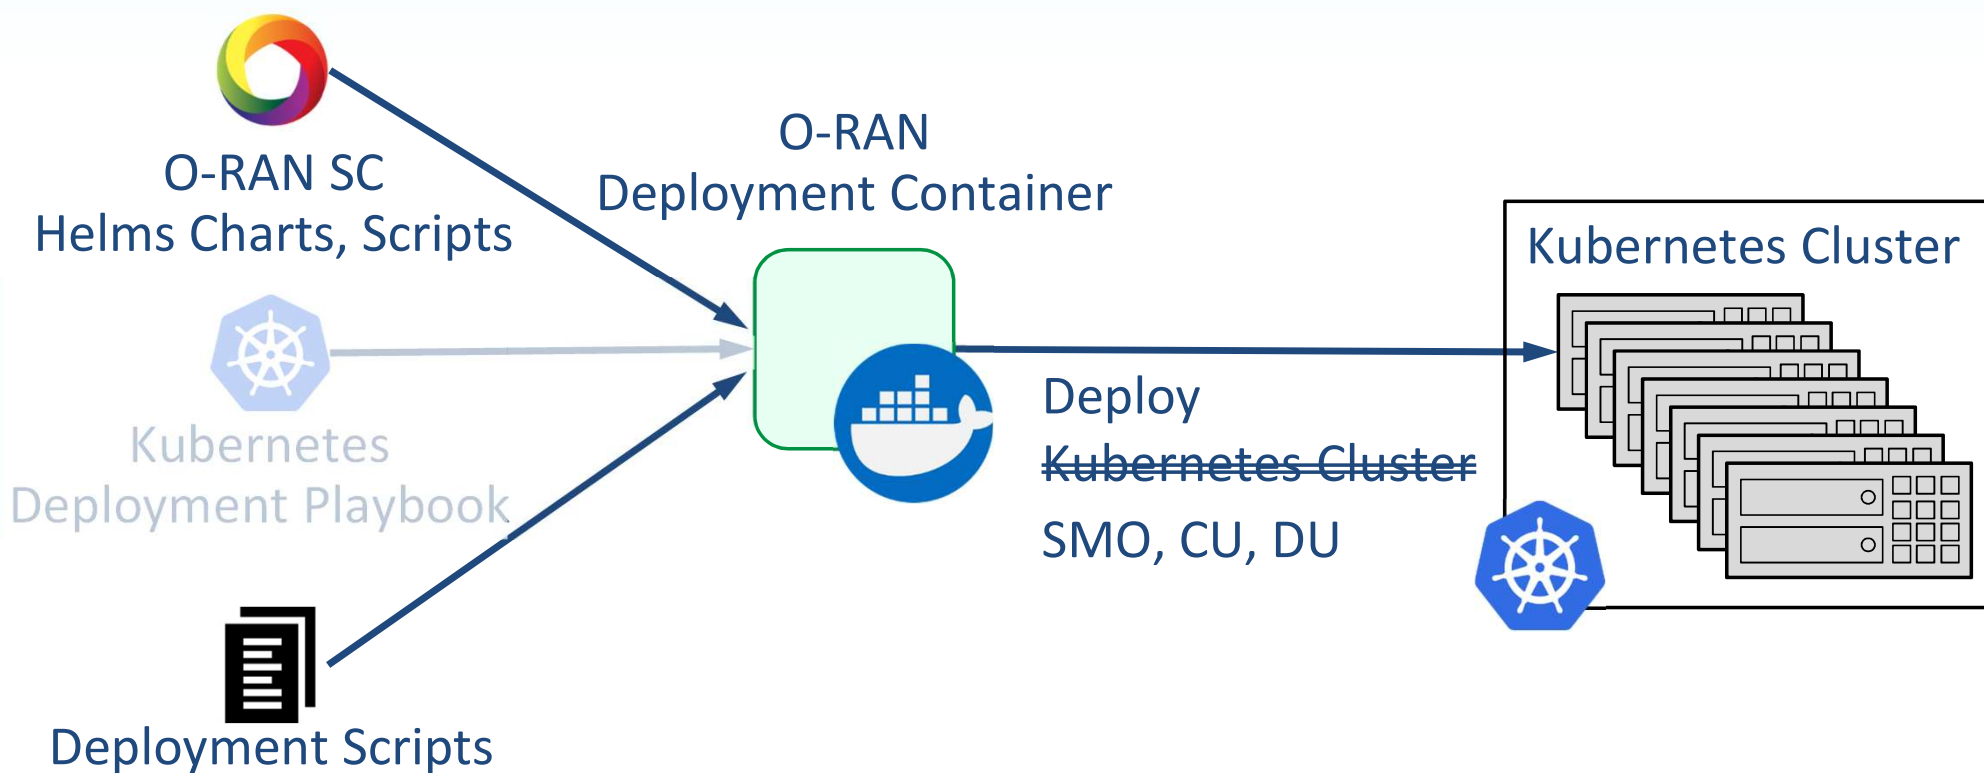 O-RAN SC
Helms Charts, Scripts
Kubernetes
Deployment Playbook
Deployment Scripts
O-RAN
Deployment Container
Deploy
Kubernetes Cluster
SMO, CU, DU
Kubernetes Cluster